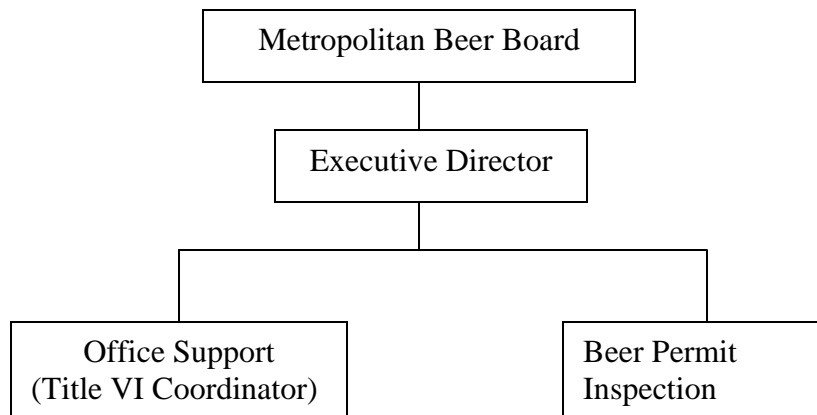 Metropolitan Beer Board
Executive Director
Office Support
(Title VI Coordinator)
Beer Permit
Inspection